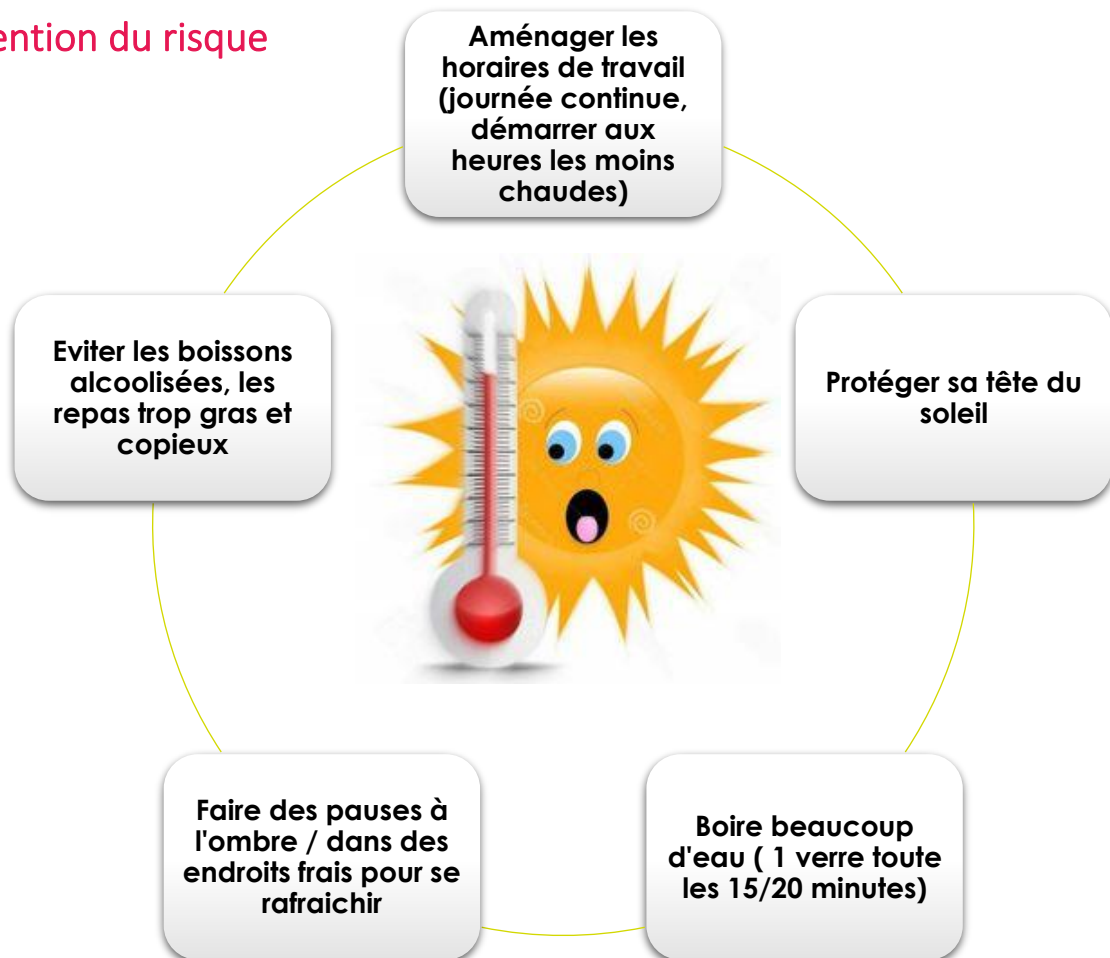 ention du risque
Aménager les
horaires de travail
(journée continue,
démarrer aux
heures les moins
chaudes)
Protéger sa tête du
soleil
Boire beaucoup
d'eau ( 1 verre toute
les 15/20 minutes)
Faire des pauses à
l'ombre / dans des
endroits frais pour se
rafraichir
Eviter les boissons
alcoolisées, les
repas trop gras et
copieux